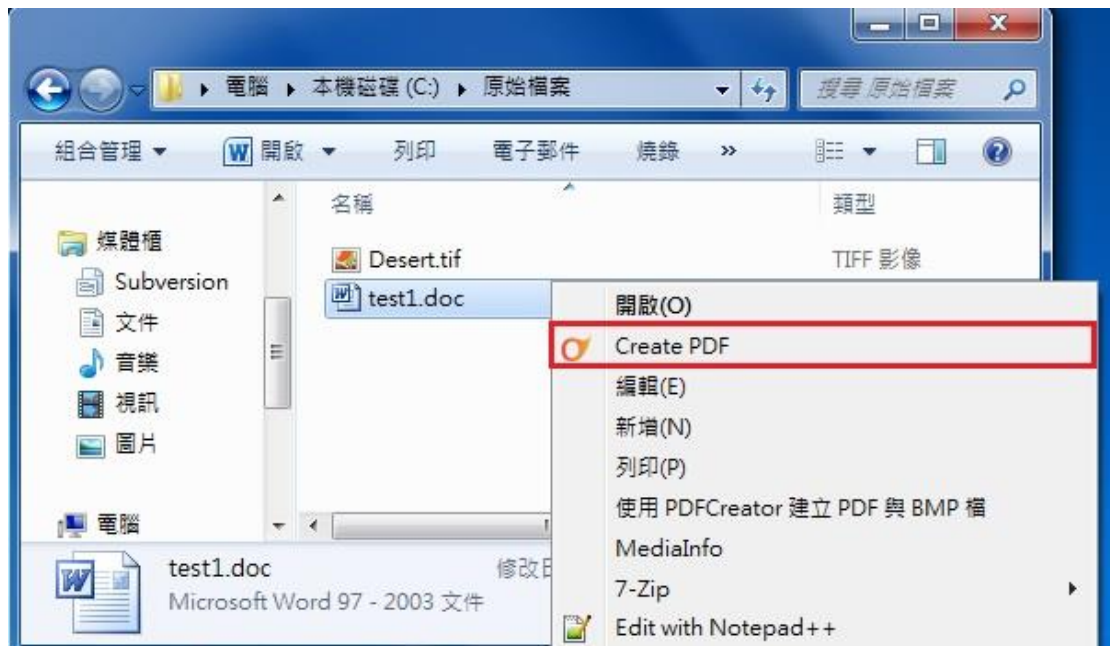 電腦 ▸ 本機磁碟 (C:) ▸ 原始檔案
搜尋 原始檔案
組合管理 開啟 列印 電子郵件 燒錄 »
名稱 類型
媒體櫃
Subversion
文件
音樂
視訊
圖片
電腦
Desert.tif TIFF 影像
test1.doc
開啟(O)
Create PDF
編輯(E)
新增(N)
列印(P)
使用 PDFCreator 建立 PDF 與 BMP 檔
MediaInfo
7-Zip
Edit with Notepad++
test1.doc 修改日
Microsoft Word 97 - 2003 文件